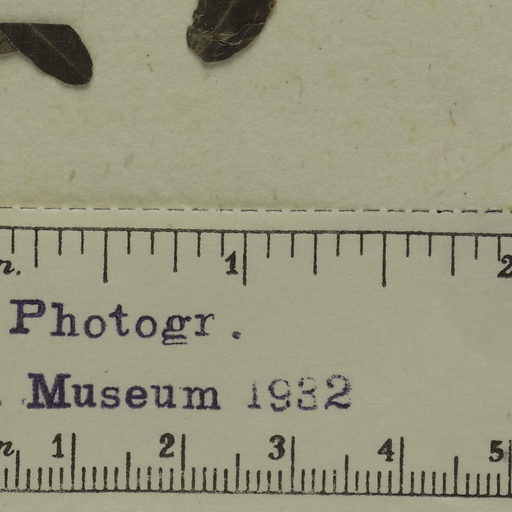 n. 1 2
Photogr.
. Museum 1932
n 1 2 3 4 5